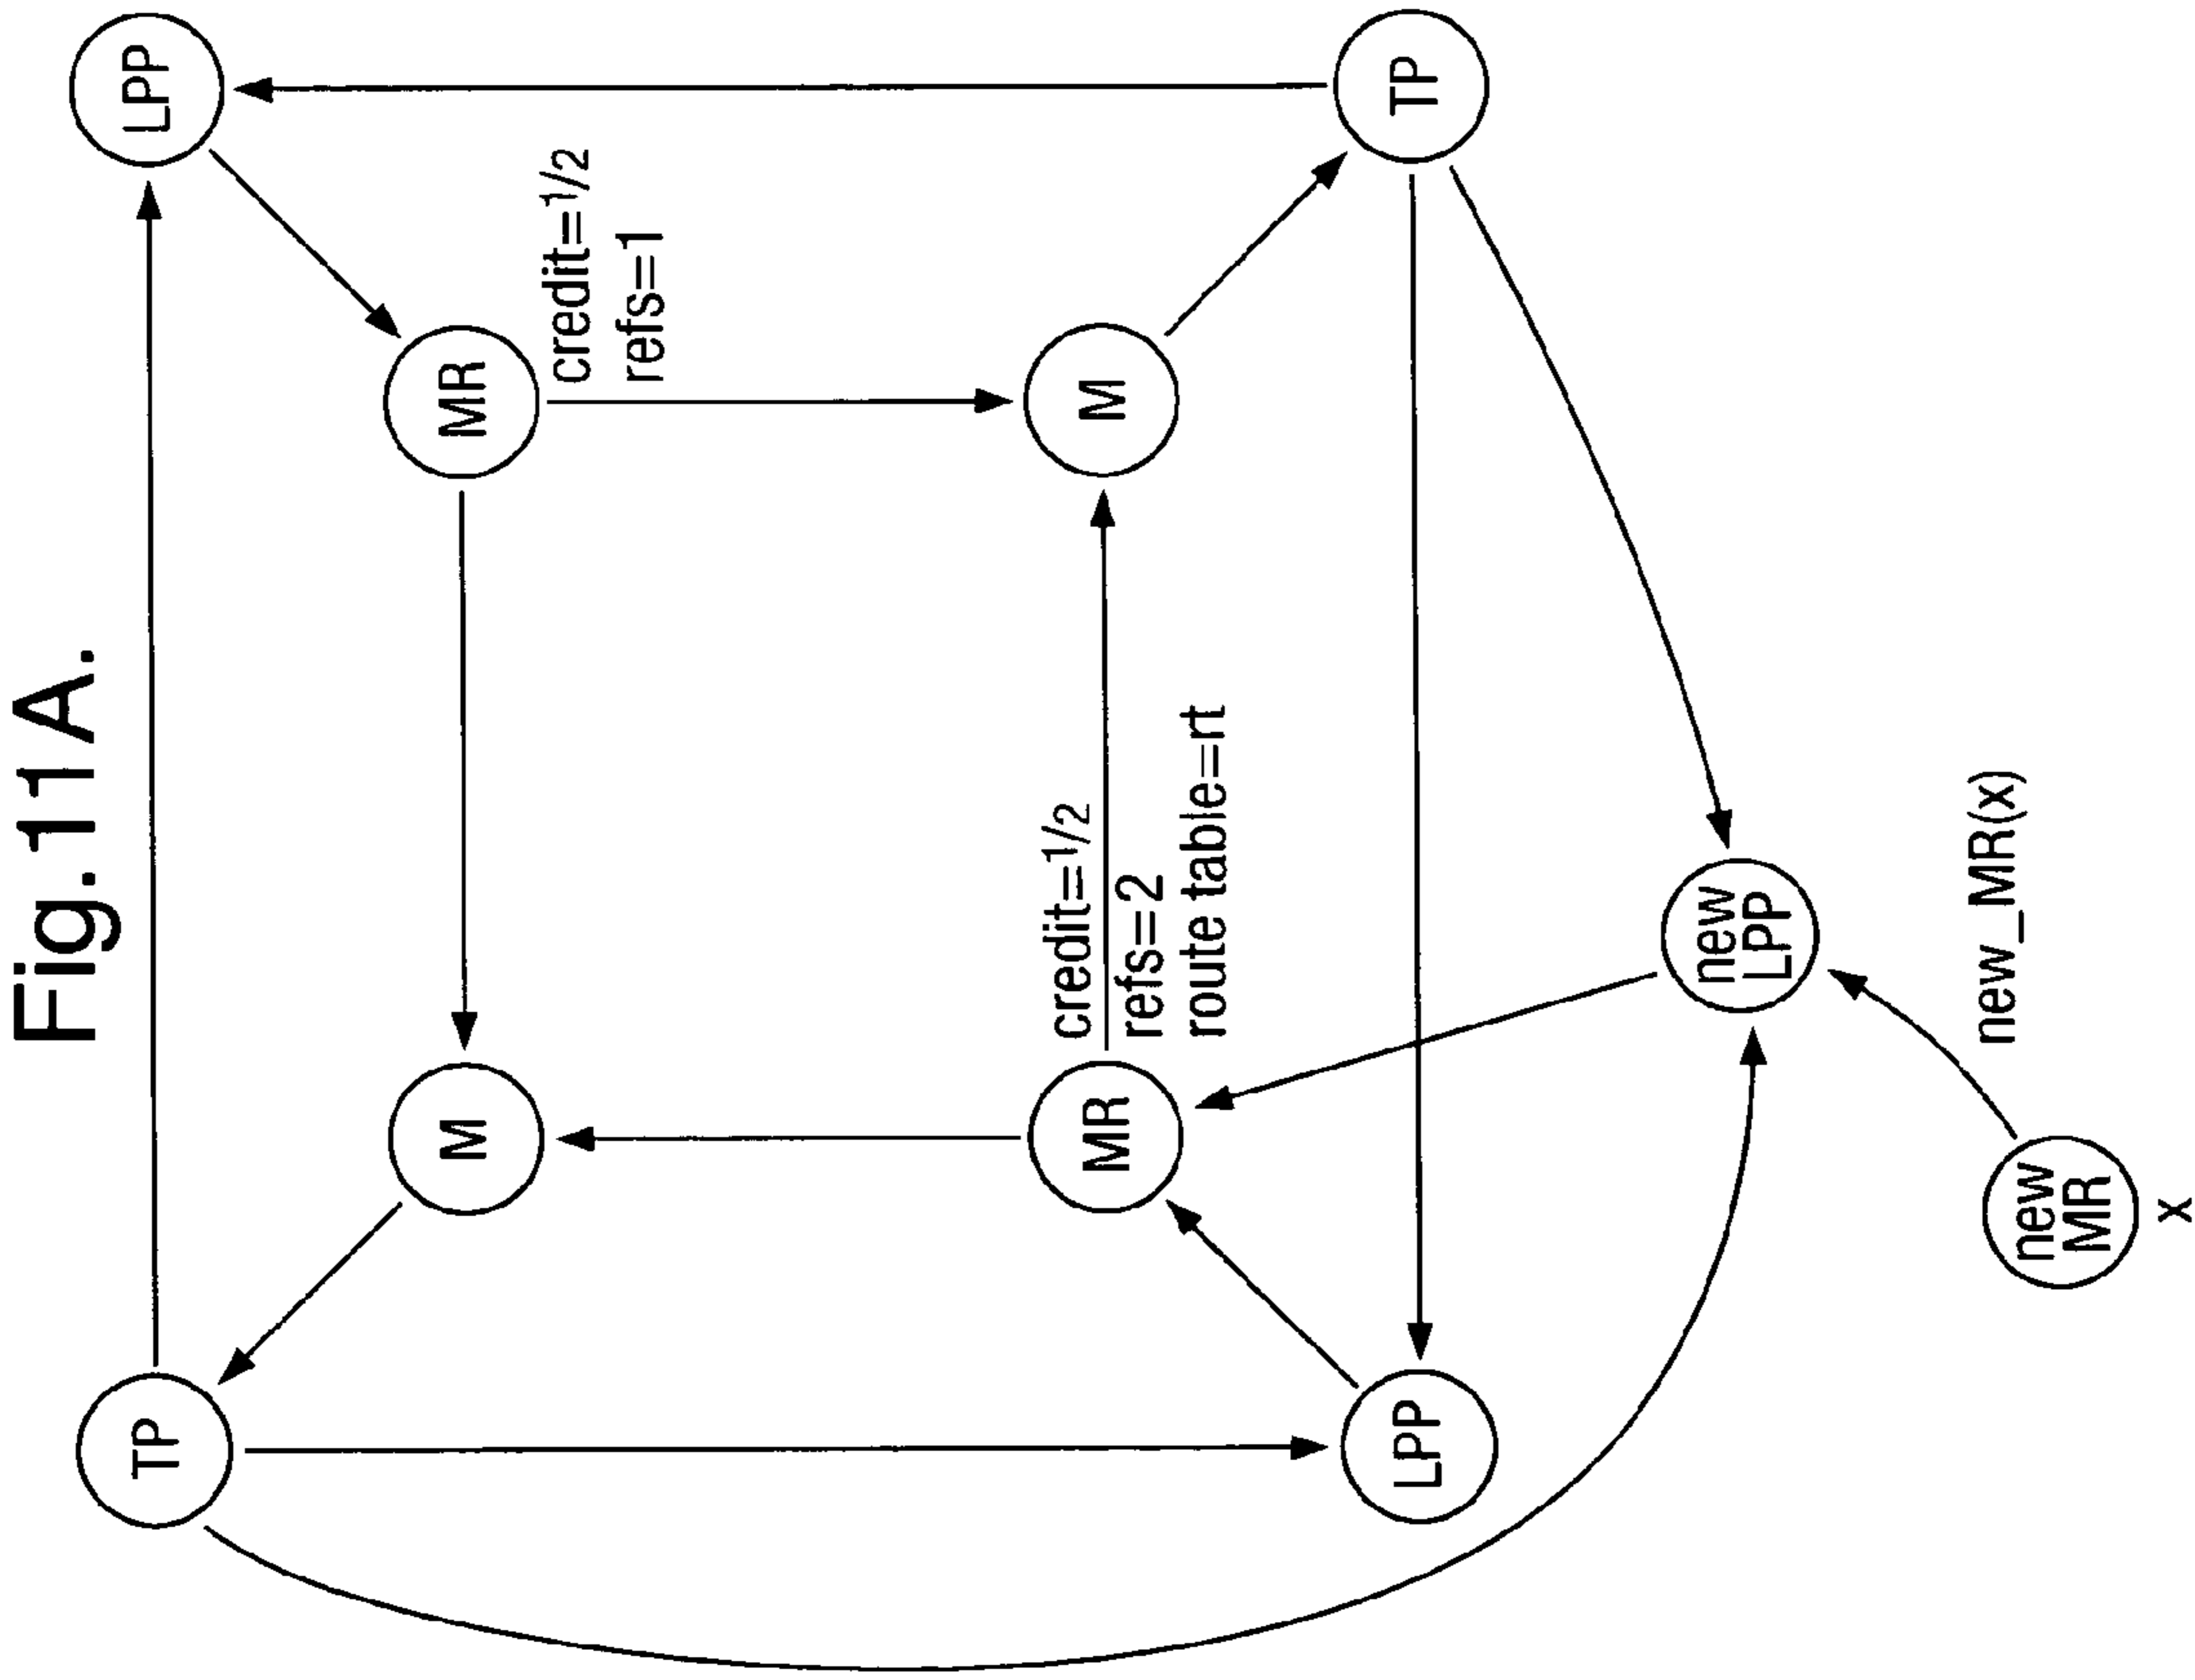 Fig.11 A.
TP
LPP
M
MR
credit=1/2
refs=1
MR
credit=1/2
refs=2
route table=rt
M
LPP
TP
new
LPP
new_MR(x)
new
MR
x